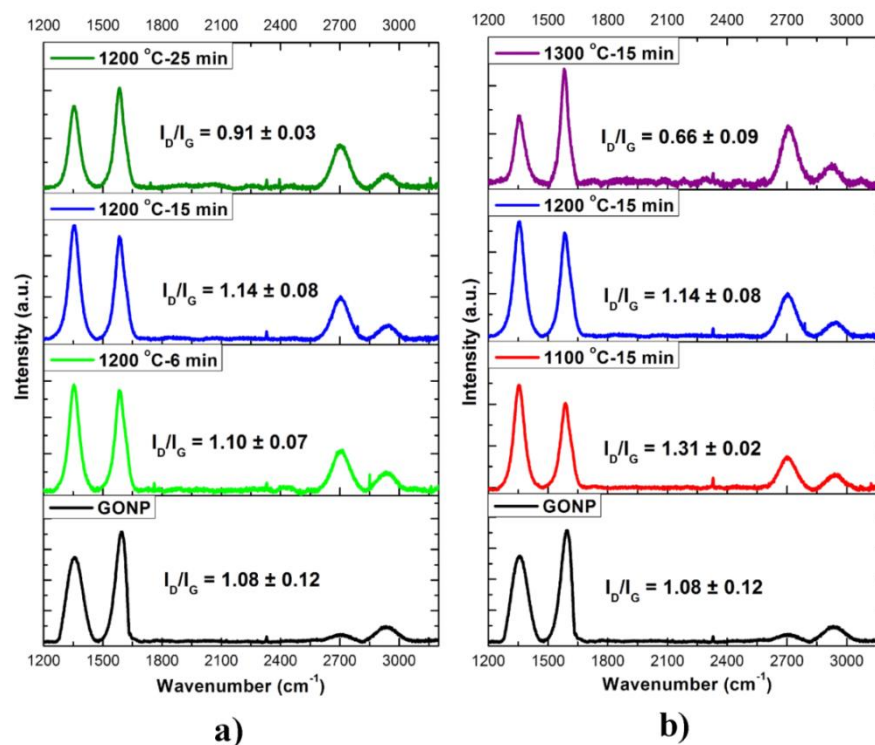 1200 1500 1800 2100 2400 2700 3000
1200 °C-25 min
I_D/I_G = 0.91 ± 0.03
1200 °C-15 min
I_D/I_G = 1.14 ± 0.08
1200 °C-6 min
I_D/I_G = 1.10 ± 0.07
GONP
I_D/I_G = 1.08 ± 0.12
Intensity (a.u.)
1200 1500 1800 2100 2400 2700 3000
Wavenumber (cm⁻¹)
a)
1200 1500 1800 2100 2400 2700 3000
1300 °C-15 min
I_D/I_G = 0.66 ± 0.09
1200 °C-15 min
I_D/I_G = 1.14 ± 0.08
1100 °C-15 min
I_D/I_G = 1.31 ± 0.02
GONP
I_D/I_G = 1.08 ± 0.12
Intensity (a.u.)
1200 1500 1800 2100 2400 2700 3000
Wavenumber (cm⁻¹)
b)